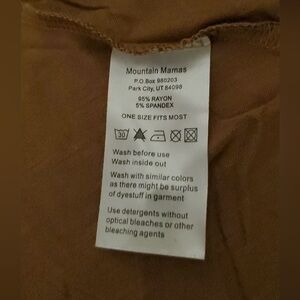 Mountain Mamas
P.O.Box 980203
Park City, UT 84098
95% RAYON
5% SPANDEX
ONE SIZE FITS MOST
30
Wash before use
Wash inside out
Wash with similar colors
as there might be surplus
of dyestuff in garment
Use detergents without
optical bleaches or other
bleaching agents